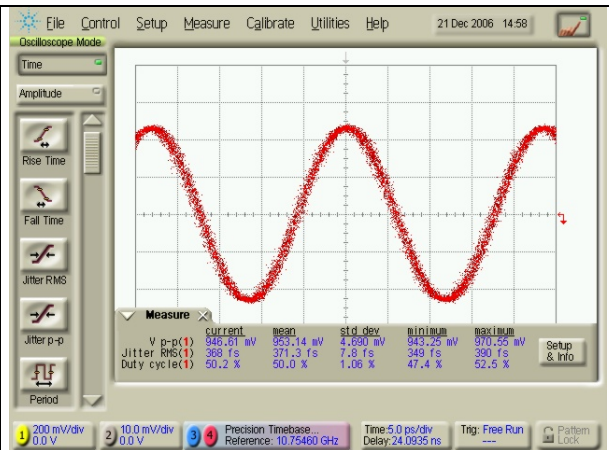 File Control Setup Measure Calibrate Utilities Help 21 Dec 2006 14:58
Oscilloscope Mode
Time
Amplitude
Rise Time
Fall Time
Jitter RMS
Jitter p-p
Period
Measure
current mean std dev minimum maximum
V p-p(1) 946.61 mV 953.14 mV 4.690 mV 943.25 mV 970.55 mV
Jitter RMS(1) 368 fs 371.3 fs 7.8 fs 349 fs 390 fs
Duty cycle(1) 50.2 % 50.0 % 1.06 % 47.4 % 52.5 %
Setup
& Info
1 200 mV/div
0.0 V
2 10.0 mV/div
0.0 V
3 4
Precision Timebase...
Reference: 10.75460 GHz
Time:5.0 ps/div
Delay:24.0935 ns
Trig: Free Run
---
Pattern
Lock